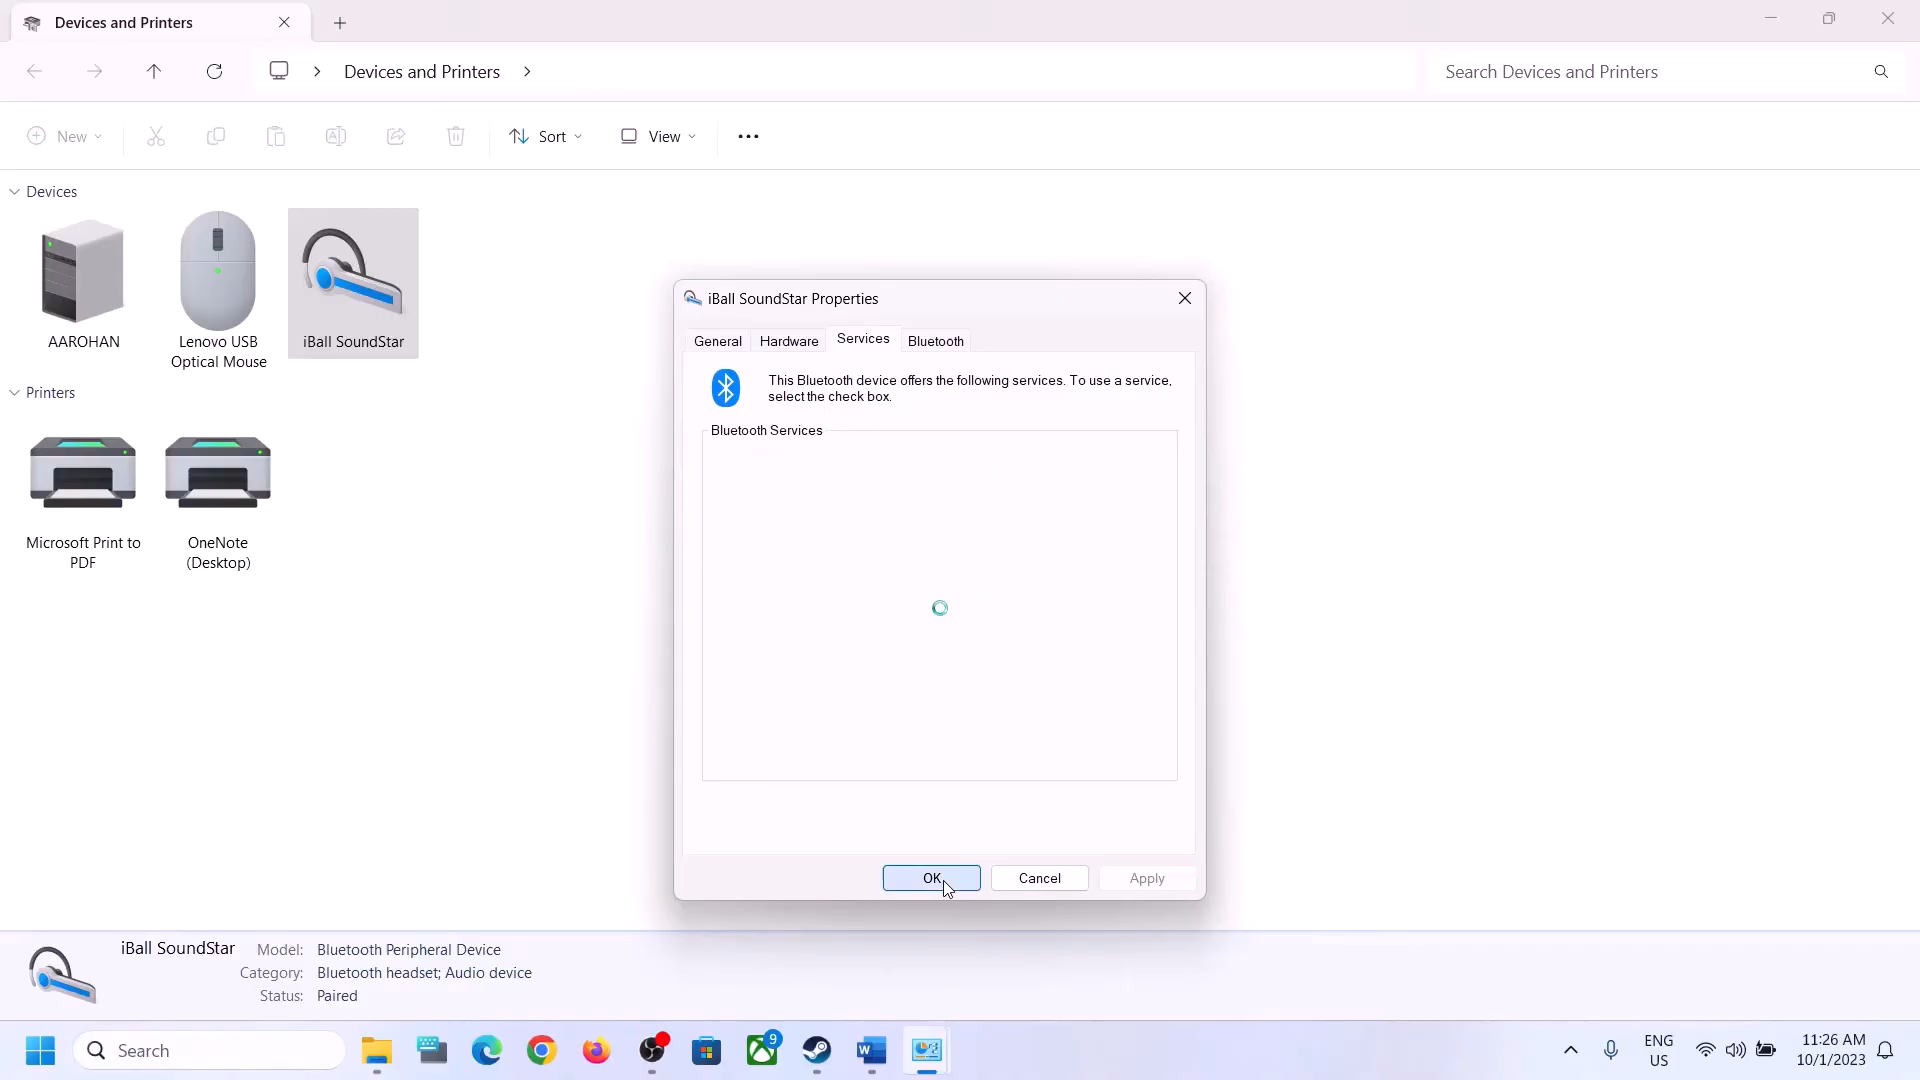 Devices and Printers
Devices and Printers
Search Devices and Printers
New
Sort
View
Devices
AAROHAN
Lenovo USB
Optical Mouse
iBall SoundStar
Printers
Microsoft Print to
PDF
OneNote
(Desktop)
iBall SoundStar Properties
General
Hardware
Services
Bluetooth
This Bluetooth device offers the following services. To use a service,
select the check box.
Bluetooth Services
OK
Cancel
Apply
iBall SoundStar
Model: Bluetooth Peripheral Device
Category: Bluetooth headset; Audio device
Status: Paired
Search
9
ENG
US
11:26 AM
10/1/2023